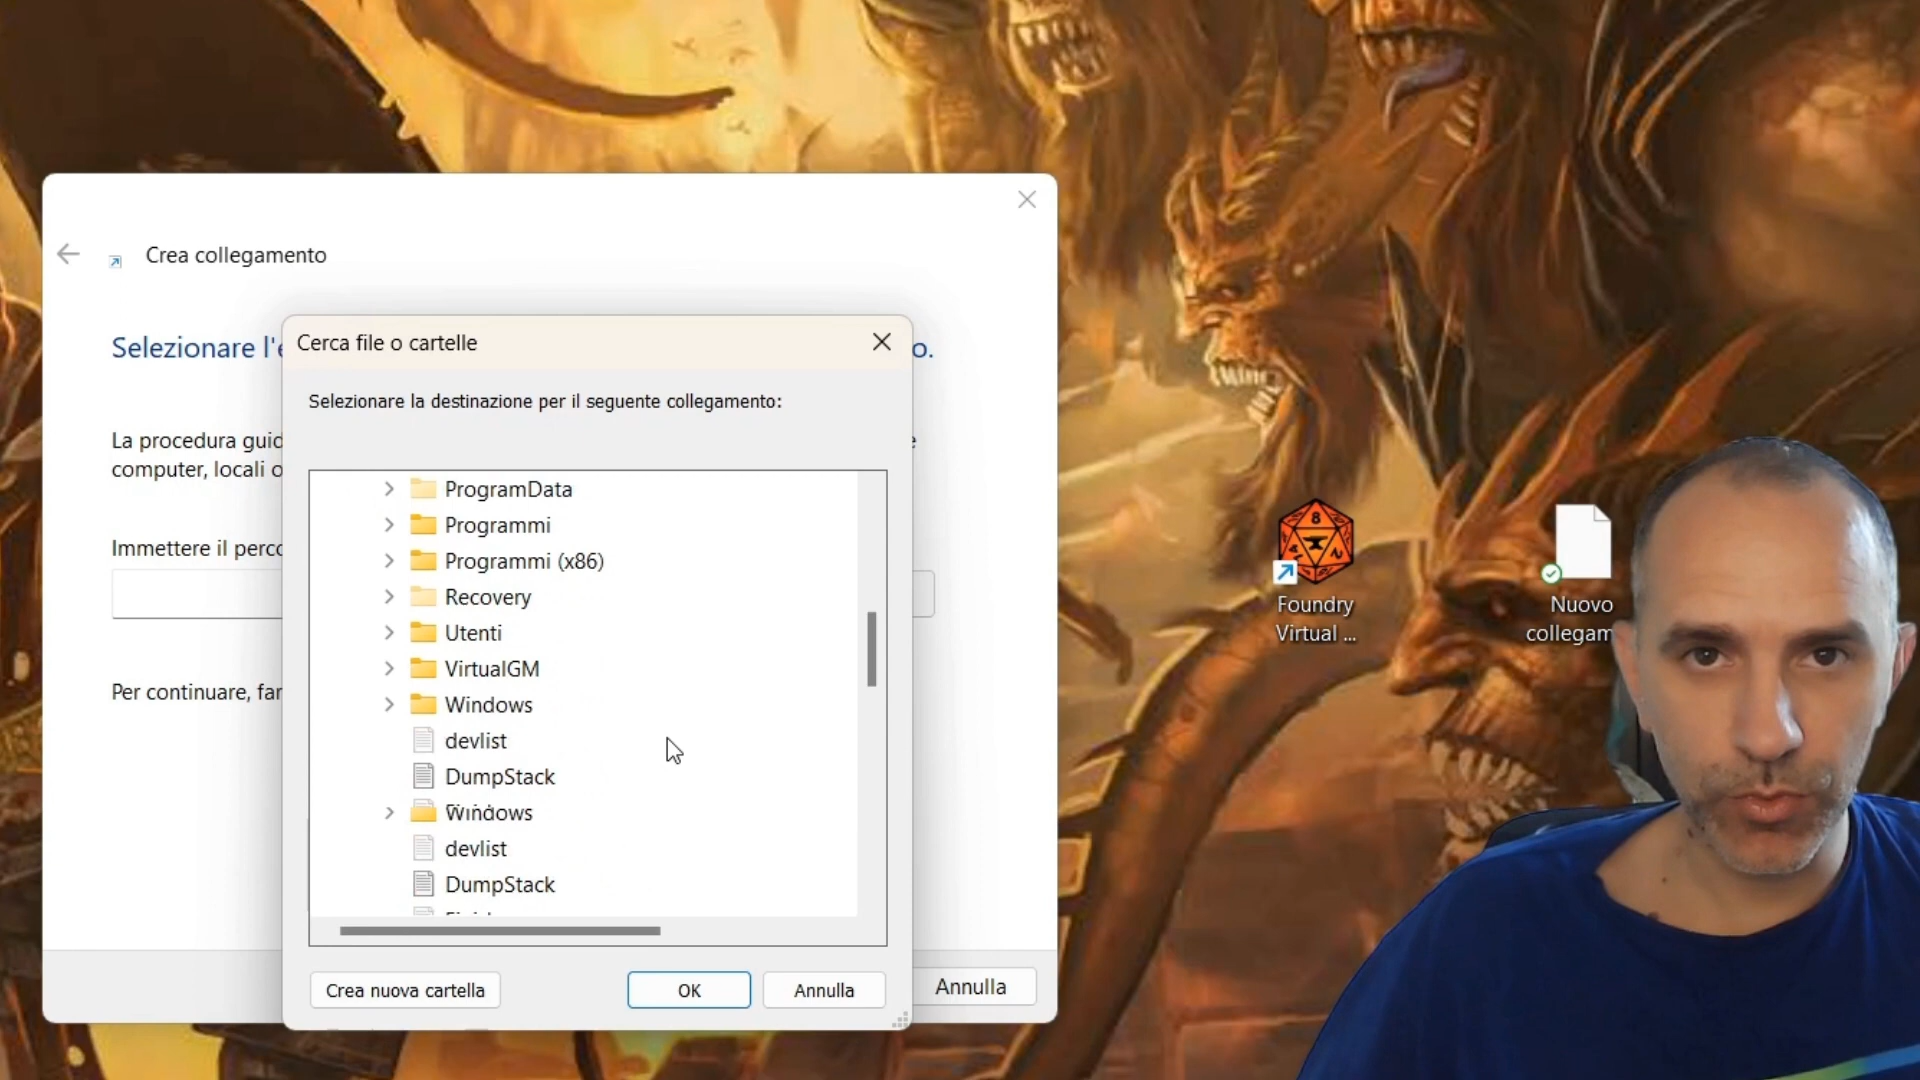 Crea collegamento
Selezionare l'e
o.
Cerca file o cartelle
Selezionare la destinazione per il seguente collegamento:
La procedura guid
e
computer, locali o
Immettere il perco
Per continuare, far
ProgramData
Programmi
Programmi (x86)
Recovery
Utenti
VirtualGM
Windows
devlist
DumpStack
Windows
devlist
DumpStack
Crea nuova cartella
OK
Annulla
Annulla
8
2
Foundry
Virtual ...
Nuovo
collegam